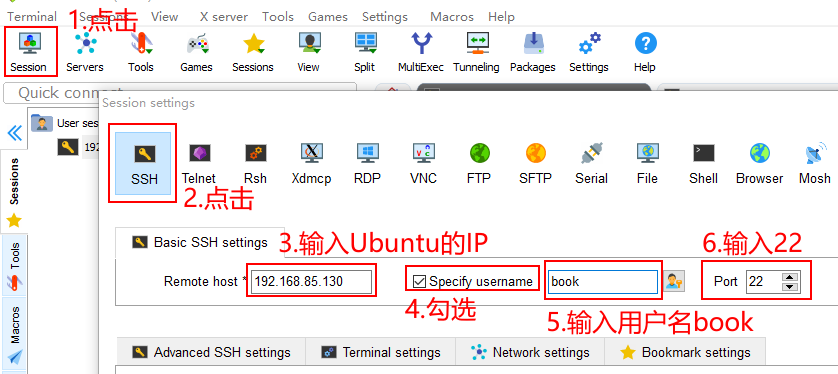 Terminal Sessions View X server Tools Games Settings Macros Help
1.点击
Session Servers Tools Games Sessions View Split MultiExec Tunneling Packages Settings Help
Quick connect
Session settings
User ses
19
Sessions
Tools
Macros
SSH Telnet Rsh Xdmcp RDP VNC FTP SFTP Serial File Shell Browser Mosh
2.点击
Basic SSH settings
3.输入Ubuntu的IP
6.输入22
Remote host * 192.168.85.130 Specify username book Port 22
4.勾选
5.输入用户名book
Advanced SSH settings Terminal settings Network settings Bookmark settings